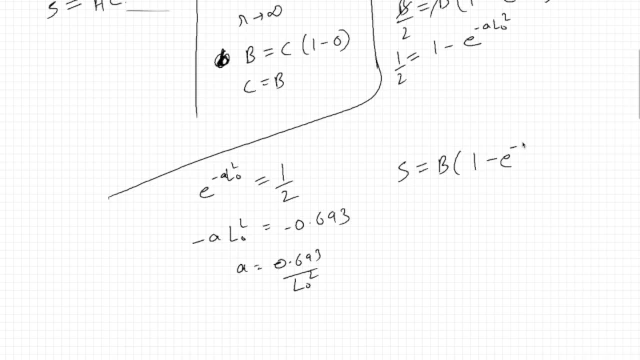 S = AC
r → ∞
B = C (1 - 0)
C = B
B/2 = B(1 - e
1/2 = 1 - e^{-aL₀²}
e^{-aL₀²} = 1/2
-aL₀² = -0.693
a = 0.693/L₀²
S = B( 1 - e^-